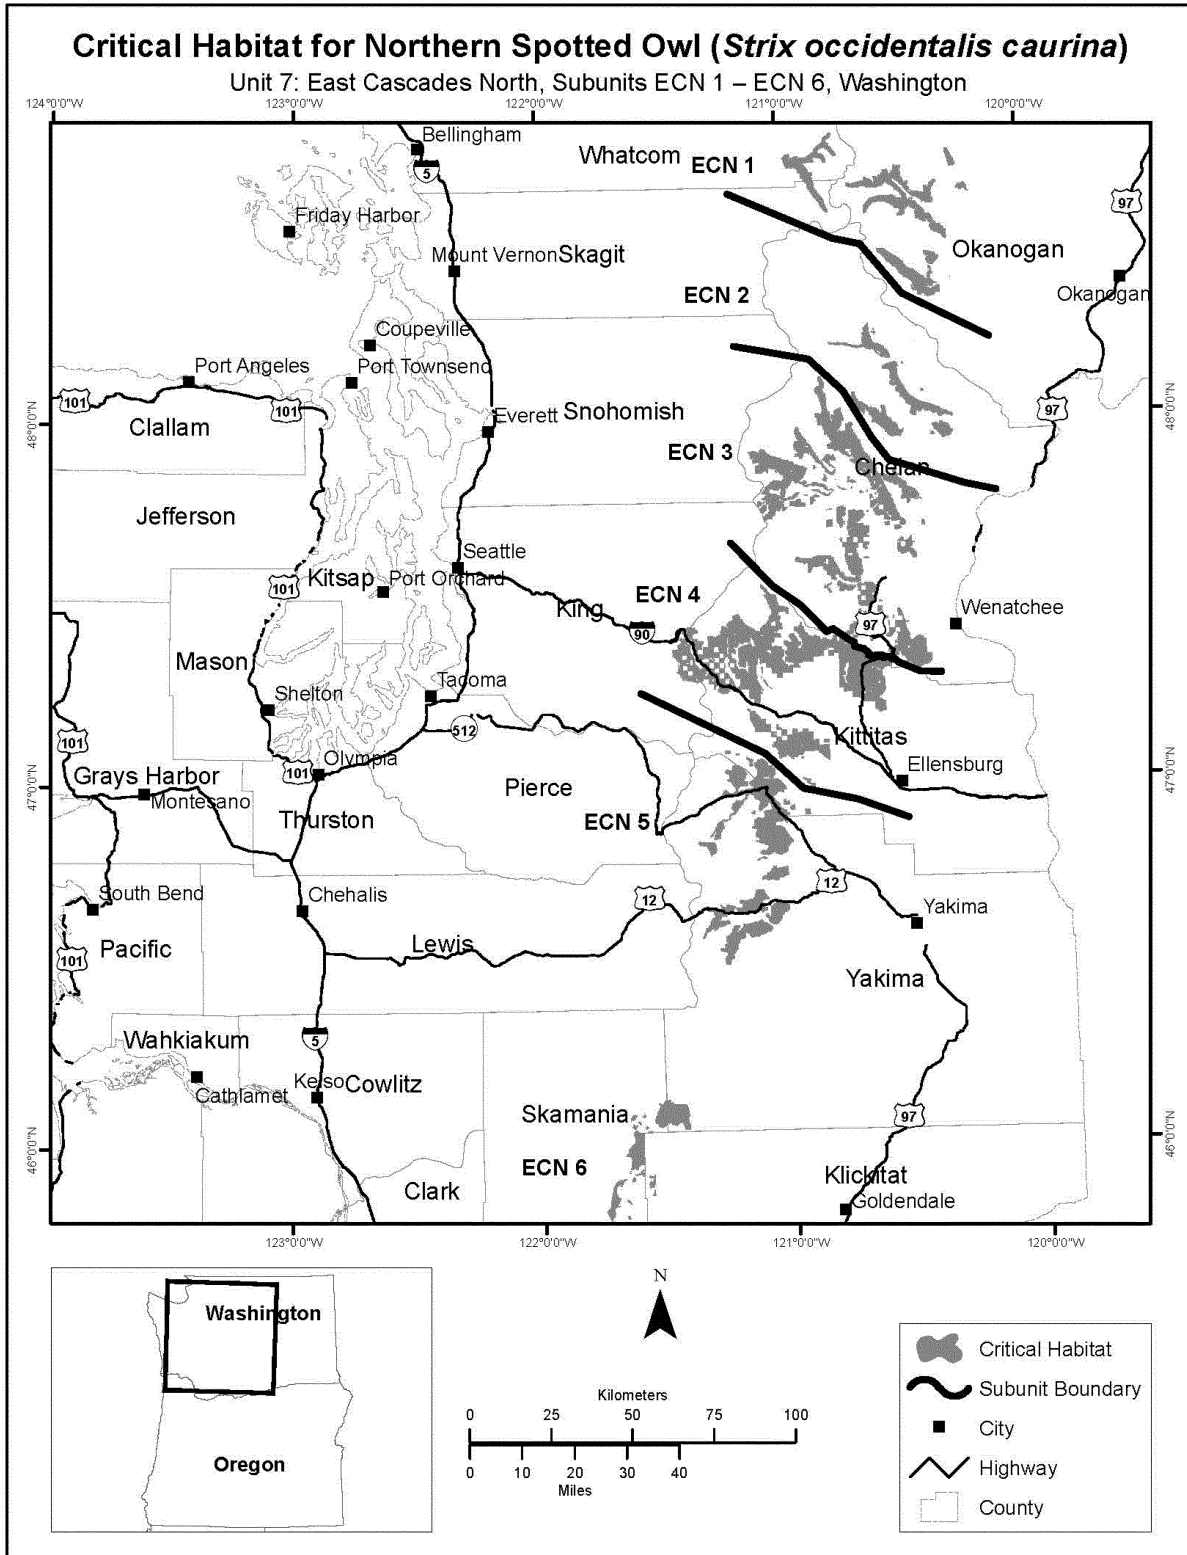 Critical Habitat for Northern Spotted Owl (Strix occidentalis caurina)
Unit 7: East Cascades North, Subunits ECN 1 – ECN 6, Washington
124°0'0"W 123°0'0"W 122°0'0"W 121°0'0"W 120°0'0"W
Bellingham
Whatcom
ECN 1
5
97
Friday Harbor
Mount Vernon
Skagit
Okanogan
ECN 2
Okanogan
Coupeville
Port Angeles
Port Townsend
101
101
97
48°0'0"N
48°0'0"N
Clallam
Everett
Snohomish
ECN 3
Chelan
Jefferson
Seattle
101
Kitsap
Port Orchard
ECN 4
King
90
97
Wenatchee
Mason
Shelton
Tacoma
101
512
Kittitas
Olympia
101
Ellensburg
47°0'0"N
47°0'0"N
Grays Harbor
Montesano
Pierce
Thurston
ECN 5
12
12
South Bend
Chehalis
Yakima
Pacific
101
Lewis
Yakima
Wahkiakum
5
Cathlamet
Kelso
Cowlitz
Skamania
97
46°0'0"N
46°0'0"N
ECN 6
Clark
Klickitat
Goldendale
123°0'0"W 122°0'0"W 121°0'0"W 120°0'0"W
Washington
Oregon
N
Kilometers
0 25 50 75 100
0 10 20 30 40
Miles
Critical Habitat
Subunit Boundary
City
Highway
County